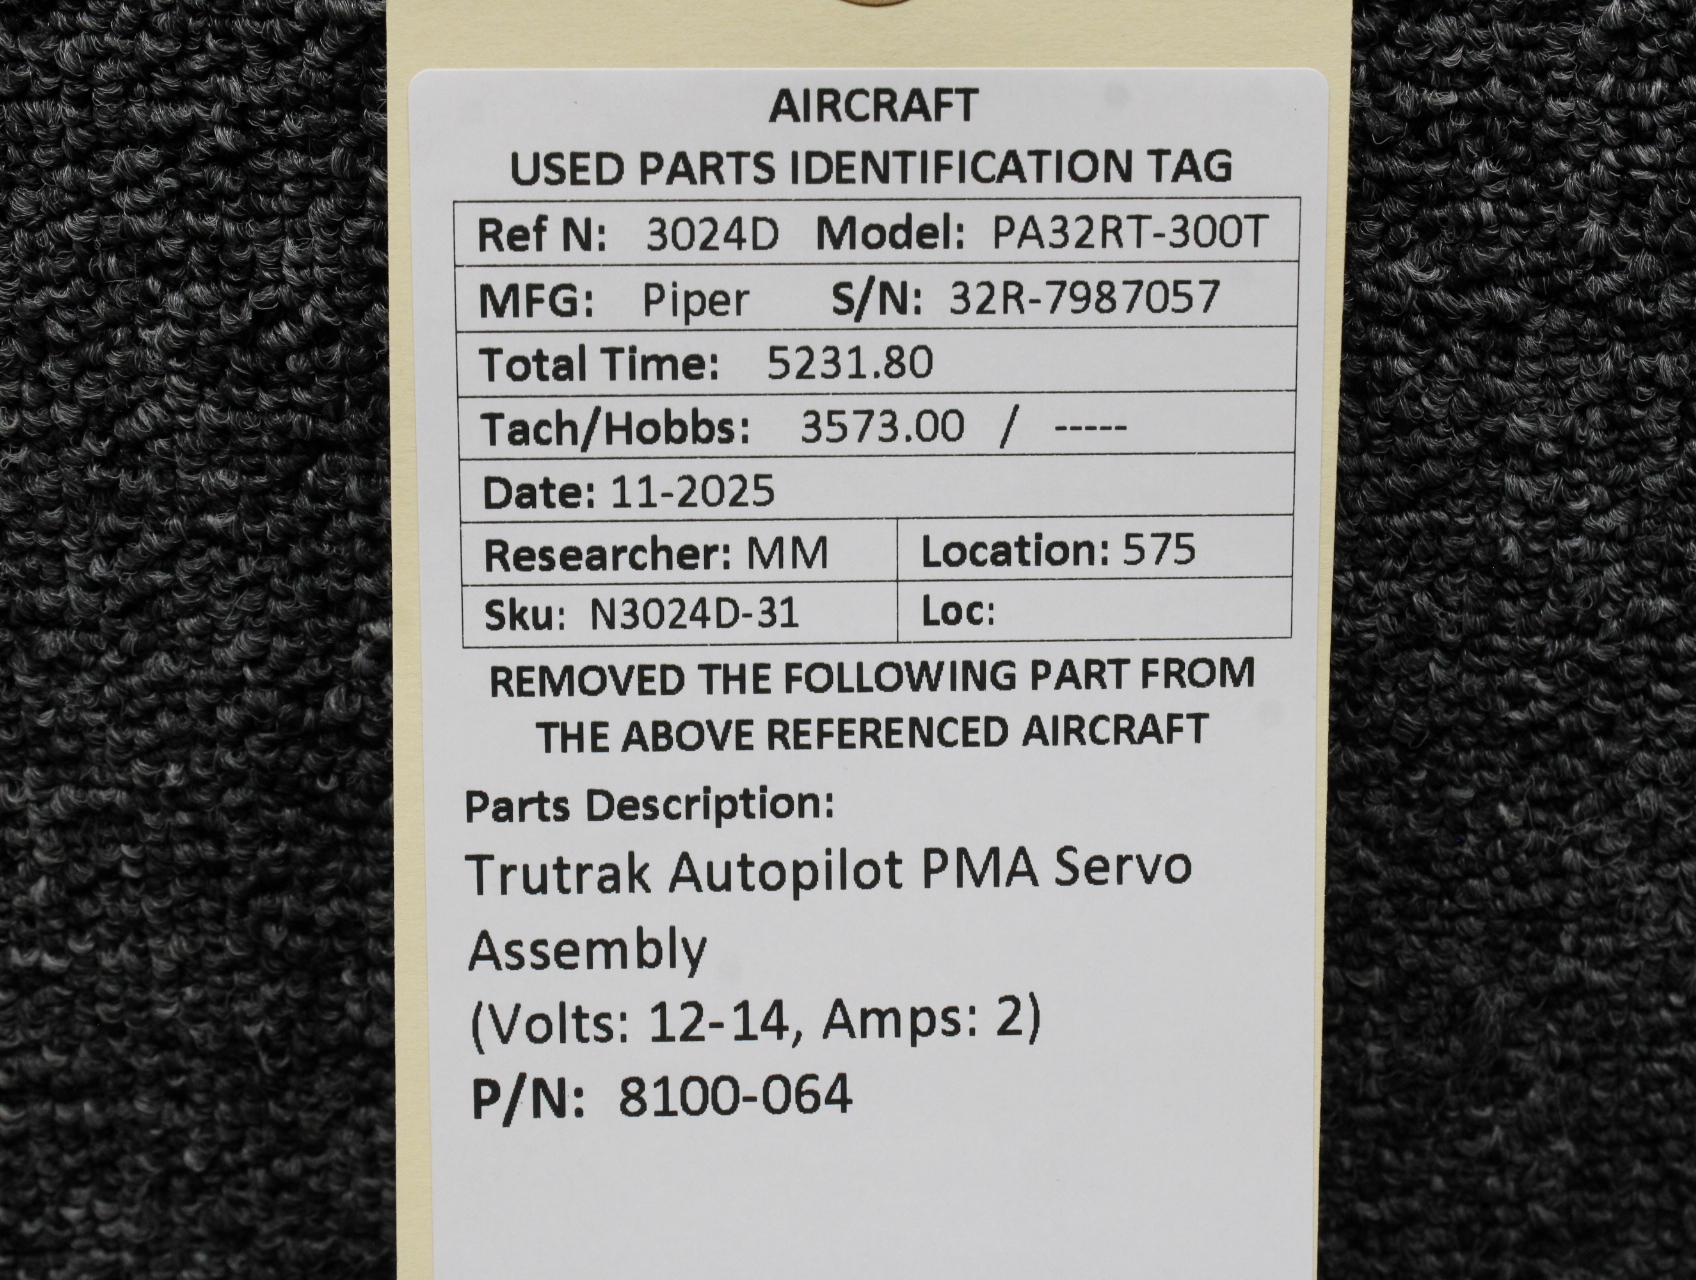 AIRCRAFT
USED PARTS IDENTIFICATION TAG
Ref N: 3024D Model: PA32RT-300T
MFG: Piper S/N: 32R-7987057
Total Time: 5231.80
Tach/Hobbs: 3573.00 / -----
Date: 11-2025
Researcher: MM Location: 575
Sku: N3024D-31 Loc:
REMOVED THE FOLLOWING PART FROM
THE ABOVE REFERENCED AIRCRAFT
Parts Description:
Trutrak Autopilot PMA Servo
Assembly
(Volts: 12-14, Amps: 2)
P/N: 8100-064